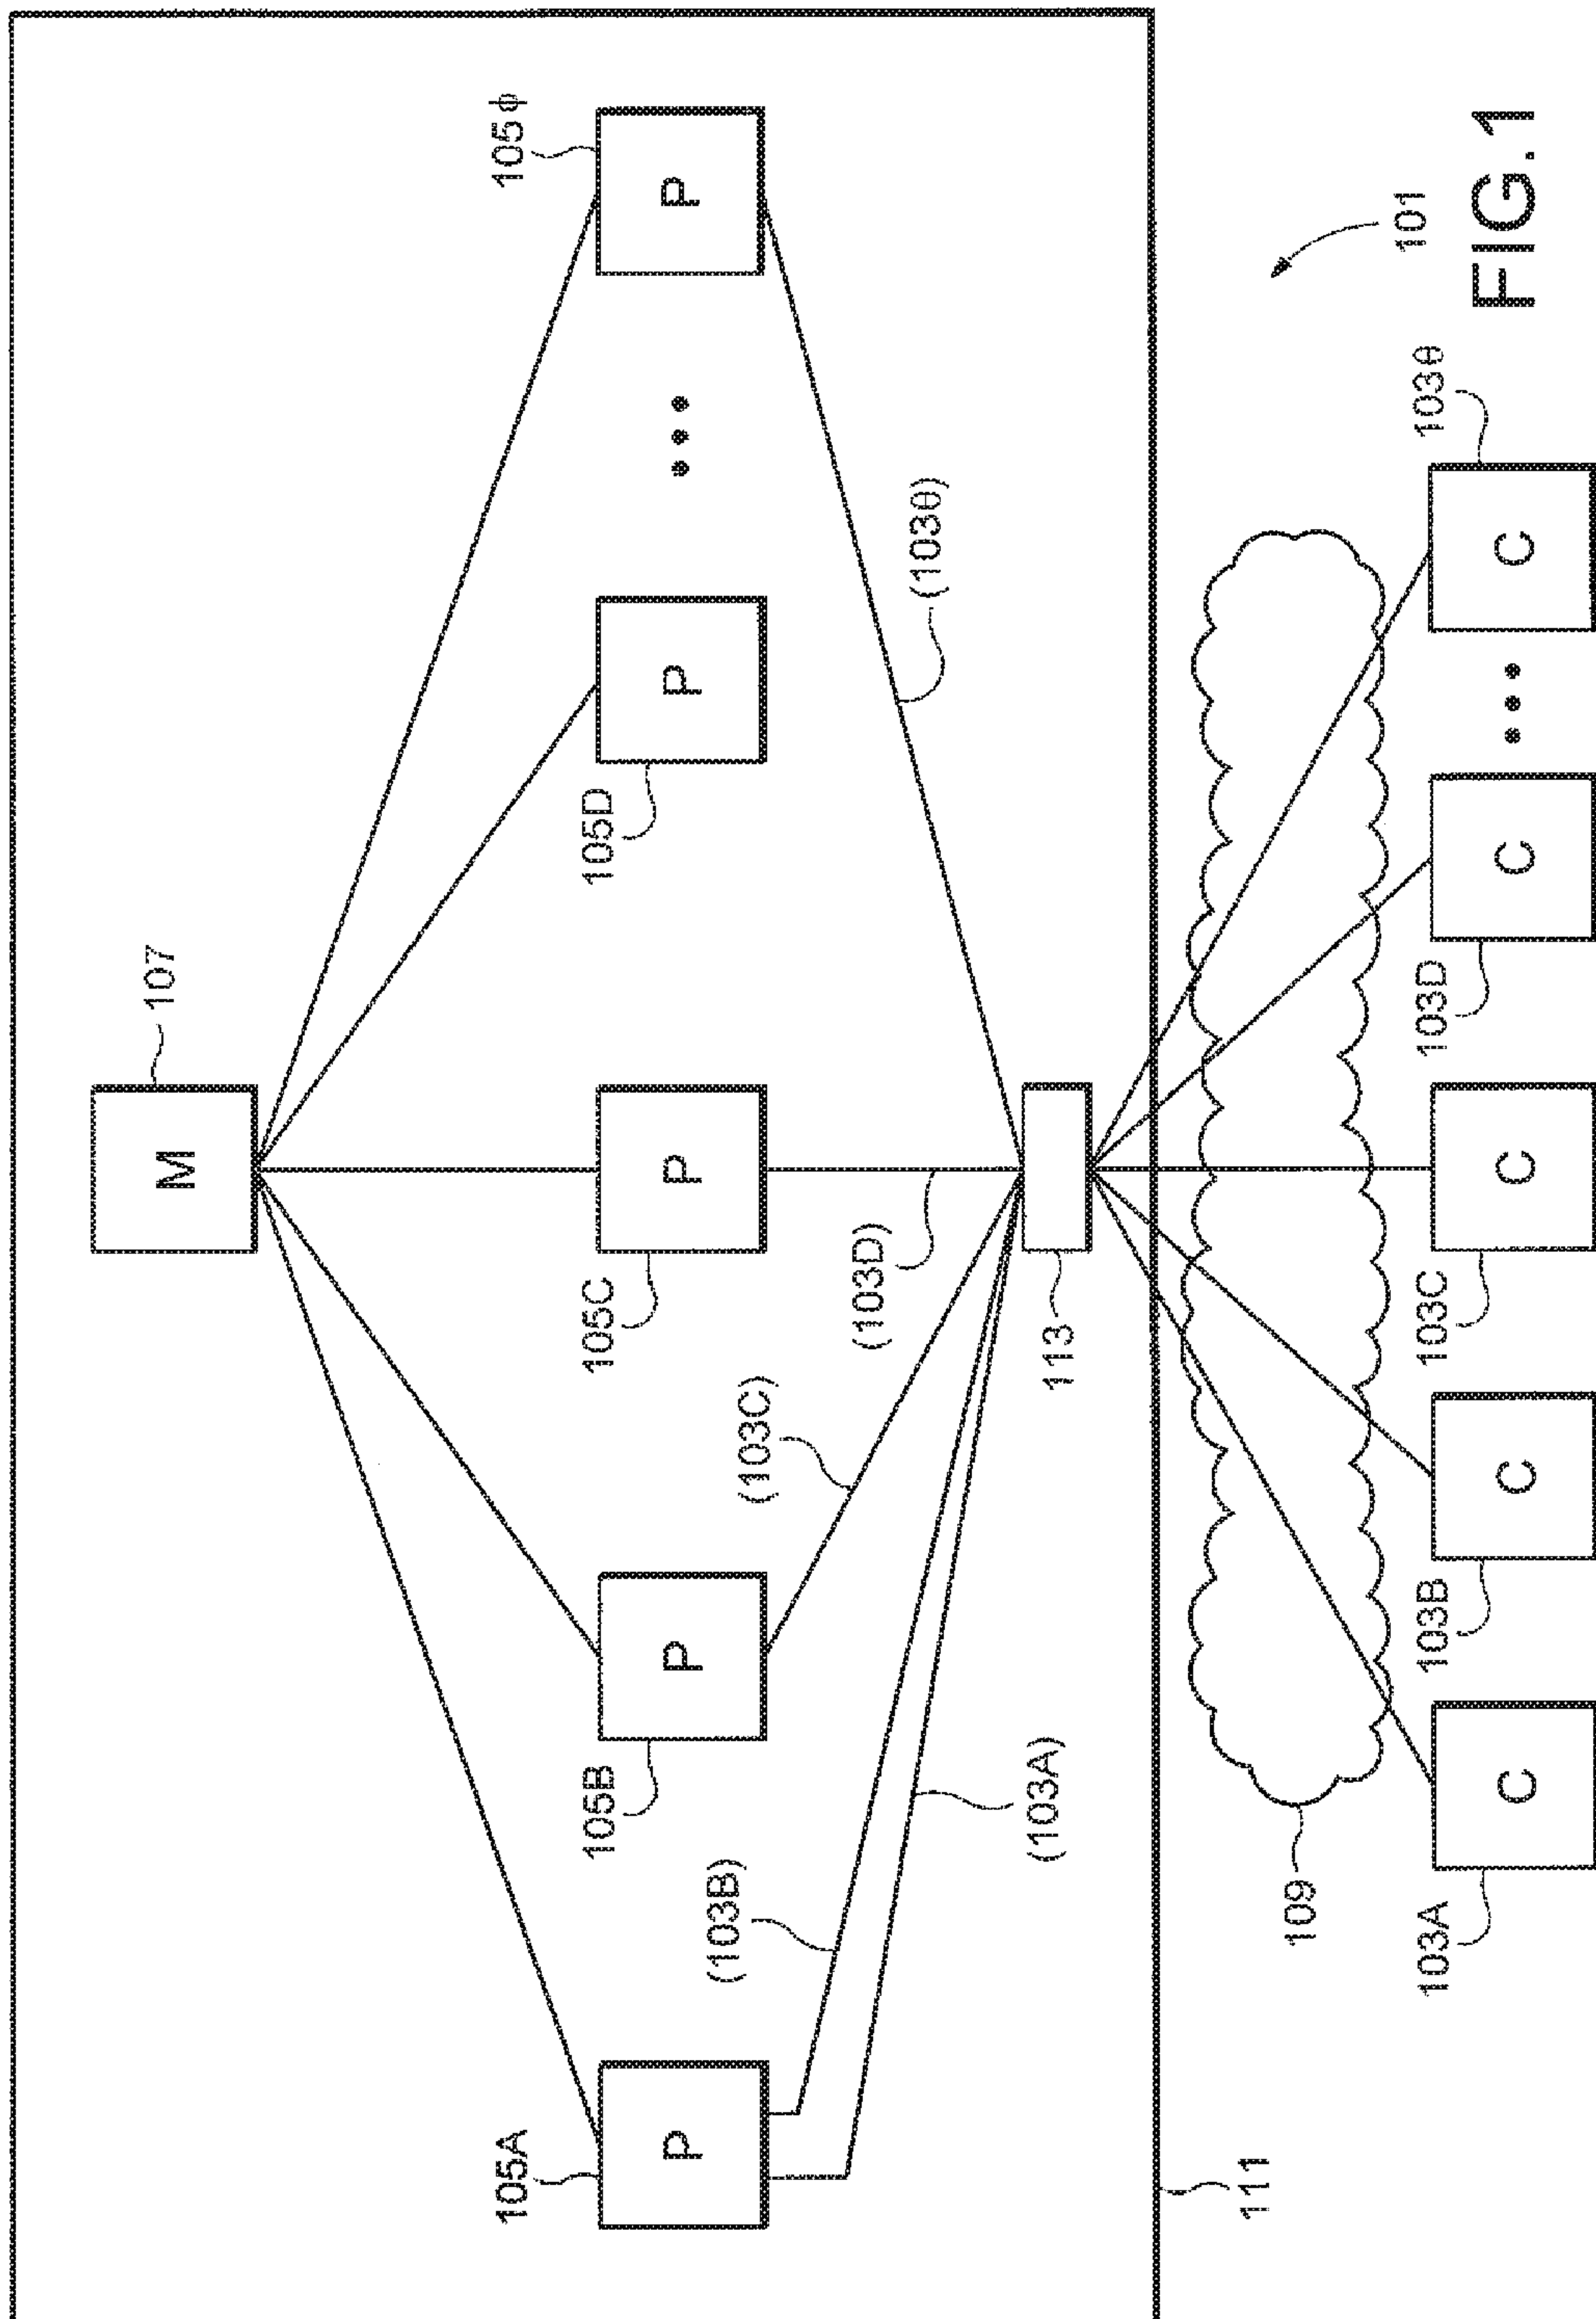 107
M
105A
P
105B
P
105C
P
105D
P
105ϕ
P
(103B)
(103A)
(103C)
(103D)
(103θ)
113
111
109
101
103A
C
103B
C
103C
C
103D
C
103θ
C
FIG.1